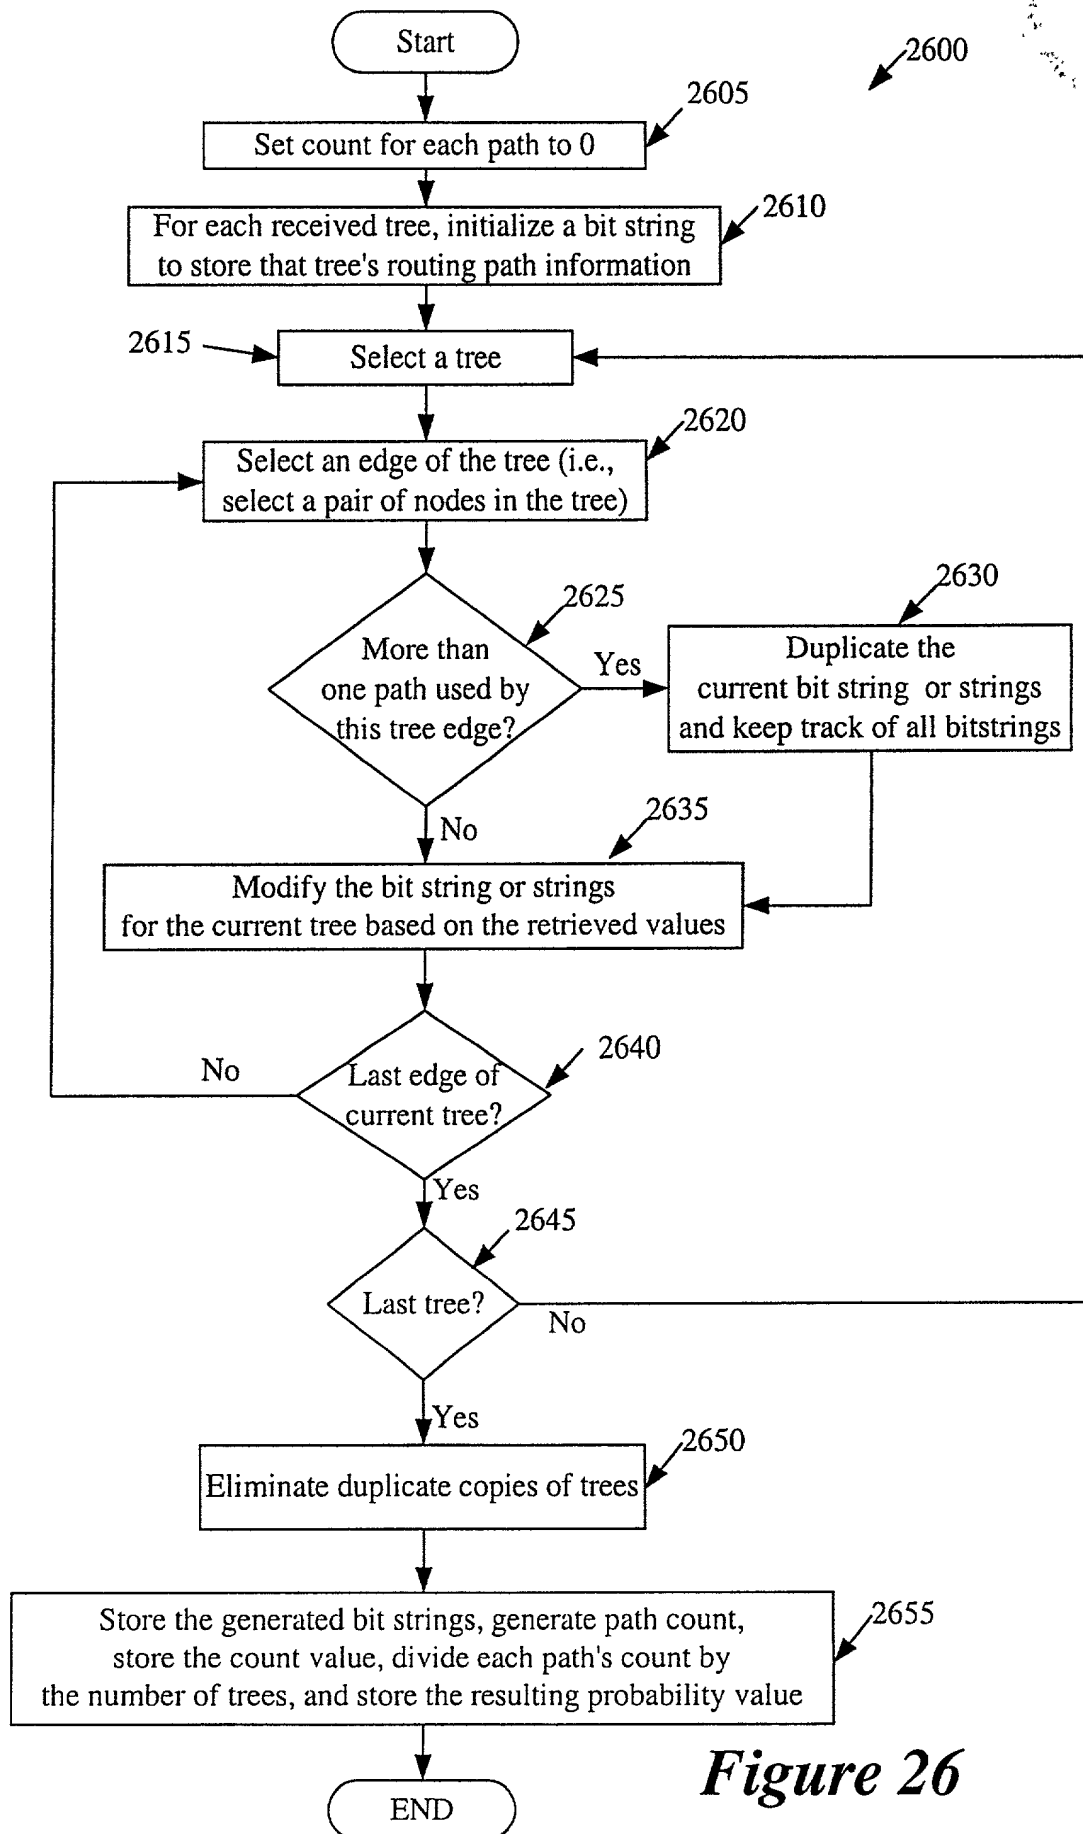 Start
2600
2605
Set count for each path to 0
2610
For each received tree, initialize a bit string
to store that tree's routing path information
2615
Select a tree
2620
Select an edge of the tree (i.e.,
select a pair of nodes in the tree)
2625
2630
More than
one path used by
this tree edge?
Yes
Duplicate the
current bit string or strings
and keep track of all bitstrings
No
2635
Modify the bit string or strings
for the current tree based on the retrieved values
2640
No
Last edge of
current tree?
Yes
2645
Last tree?
No
Yes
2650
Eliminate duplicate copies of trees
2655
Store the generated bit strings, generate path count,
store the count value, divide each path's count by
the number of trees, and store the resulting probability value
Figure 26
END